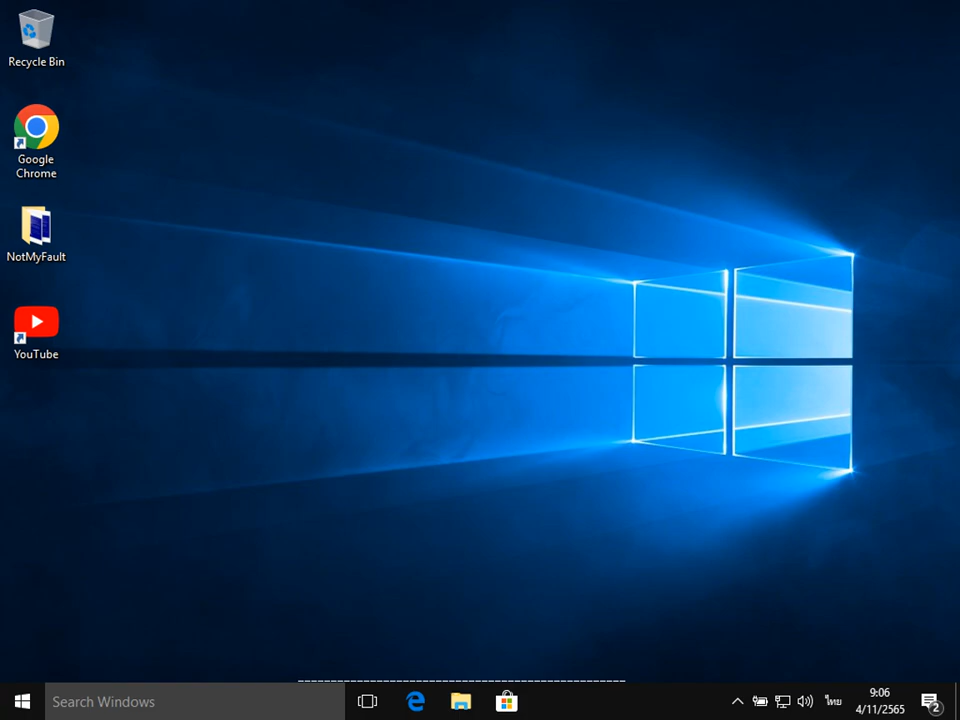 Recycle Bin
Google
Chrome
NotMyFault
YouTube
Search Windows
ไทย
9:06
4/11/2565
2